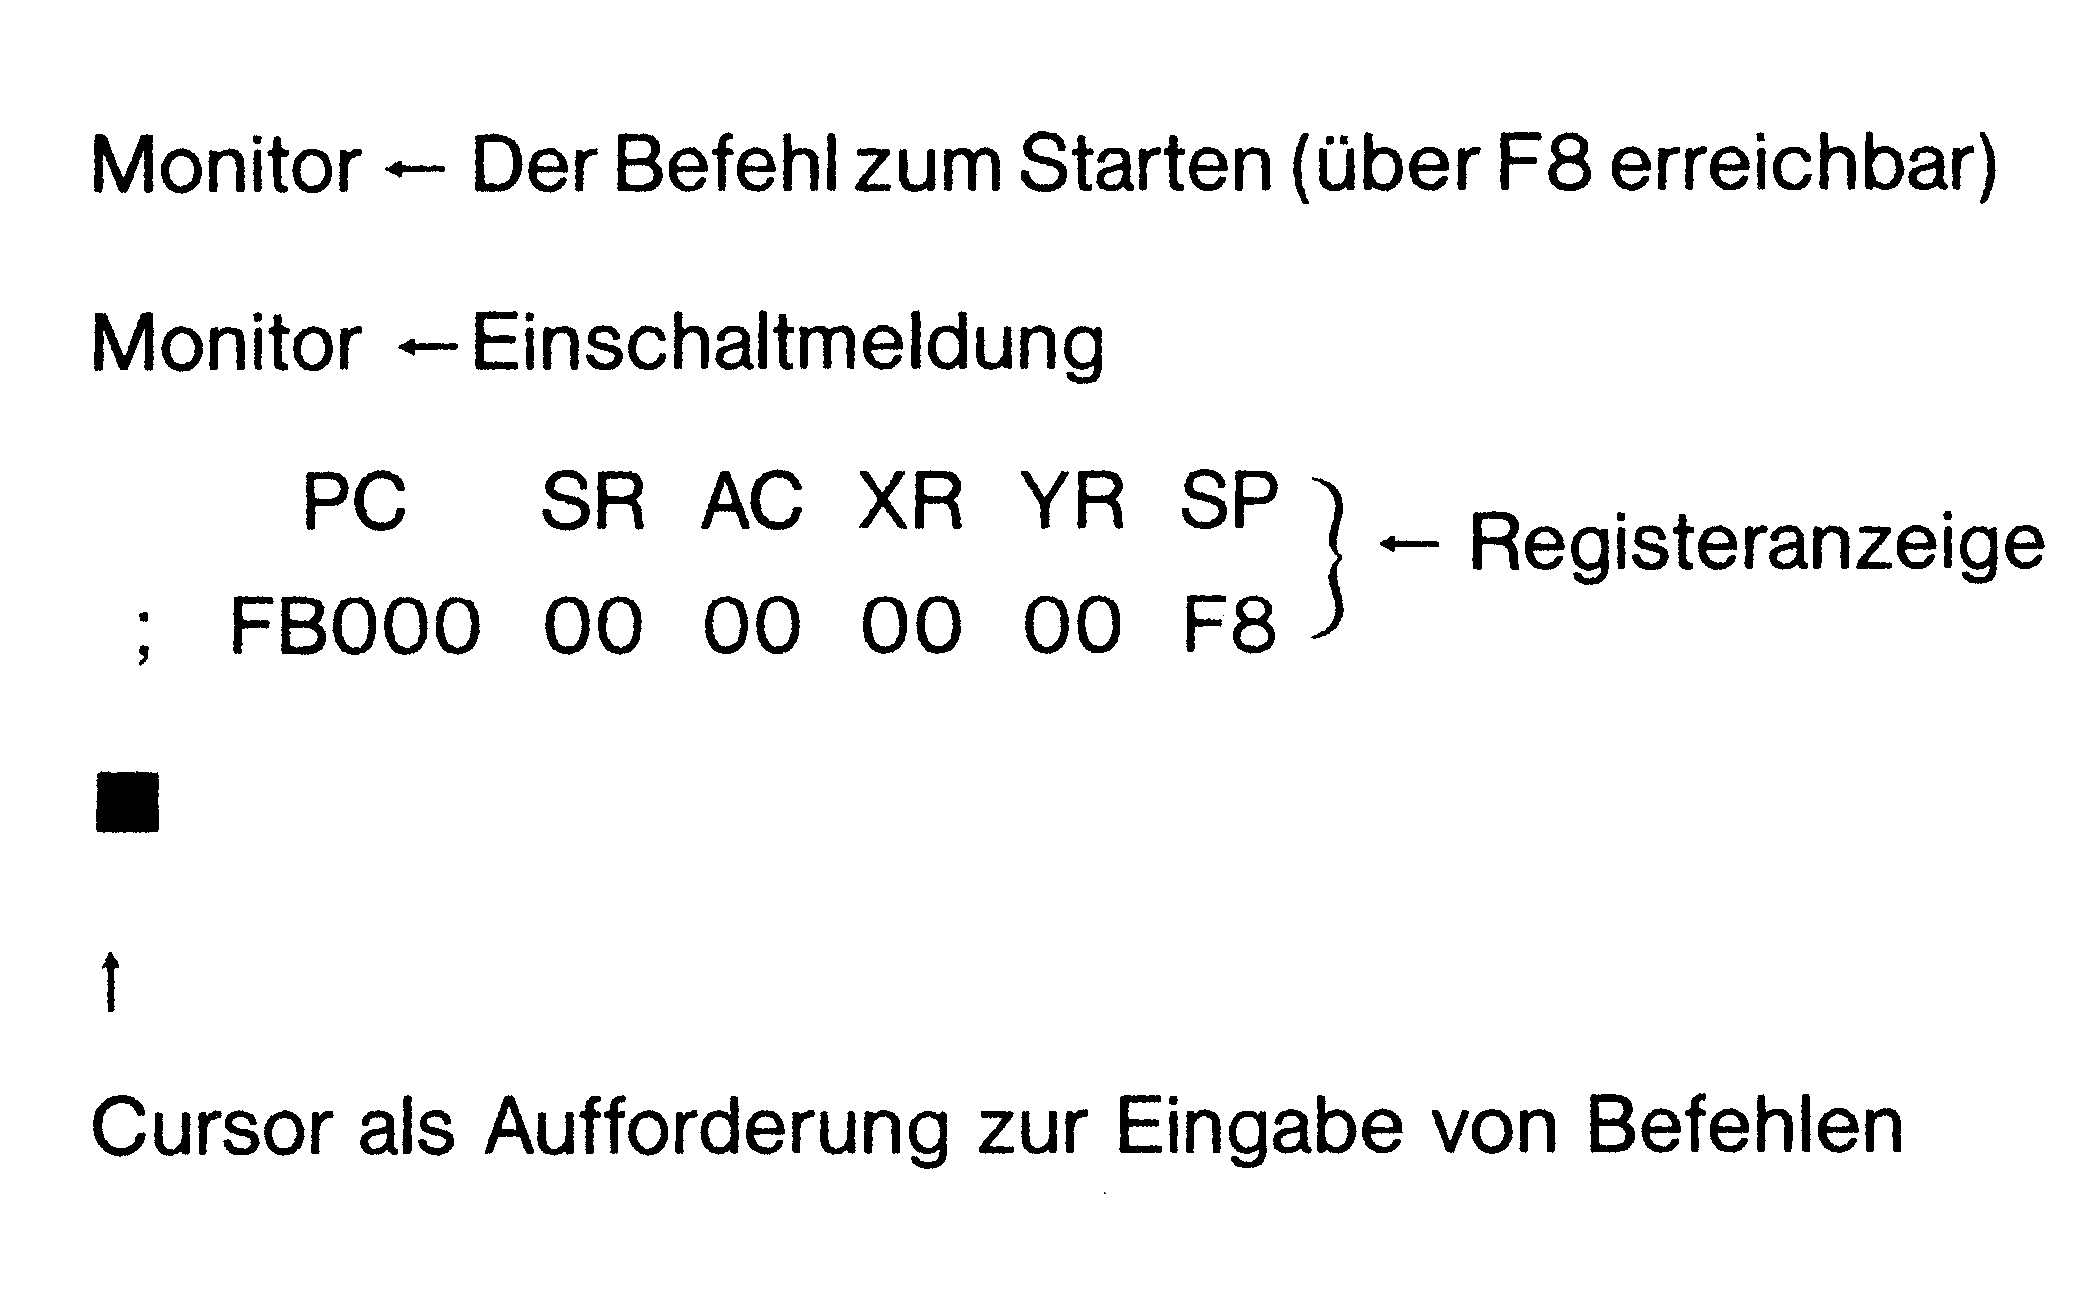 Monitor ← Der Befehl zum Starten (über F8 erreichbar)
Monitor ← Einschaltmeldung
PC SR AC XR YR SP
← Registeranzeige
; FB000 00 00 00 00 F8
↑
Cursor als Aufforderung zur Eingabe von Befehlen